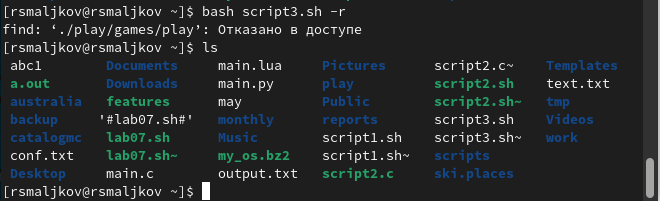 [rsmaljkov@rsmaljkov ~]$ bash script3.sh -r
find: ‘./play/games/play’: Отказано в доступе
[rsmaljkov@rsmaljkov ~]$ ls
abc1 Documents main.lua Pictures script2.c~ Templates
a.out Downloads main.py play script2.sh text.txt
australia features may Public script2.sh~ tmp
backup '#lab07.sh#' monthly reports script3.sh Videos
catalogmc lab07.sh Music script1.sh script3.sh~ work
conf.txt lab07.sh~ my_os.bz2 script1.sh~ scripts
Desktop main.c output.txt script2.c ski.places
[rsmaljkov@rsmaljkov ~]$